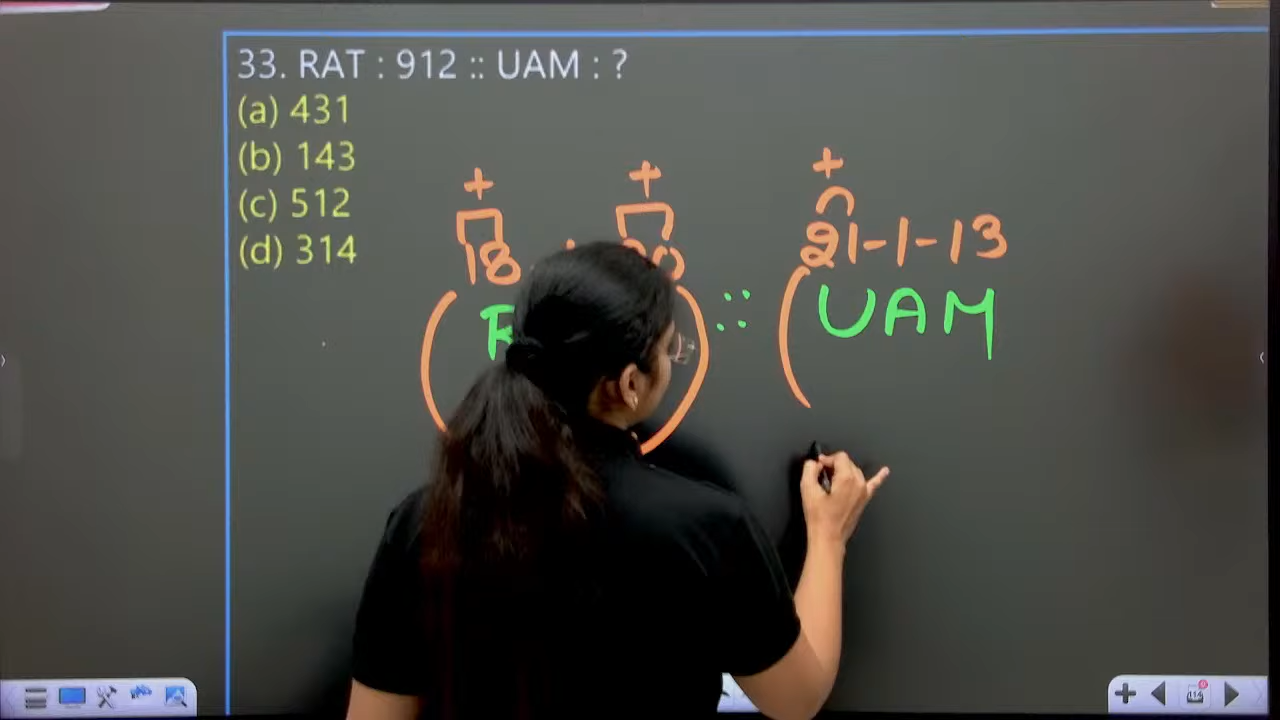 33. RAT : 912 :: UAM : ?
(a) 431
(b) 143
(c) 512
(d) 314
+ + +
18 21-1-13
( ) :: ( UAM